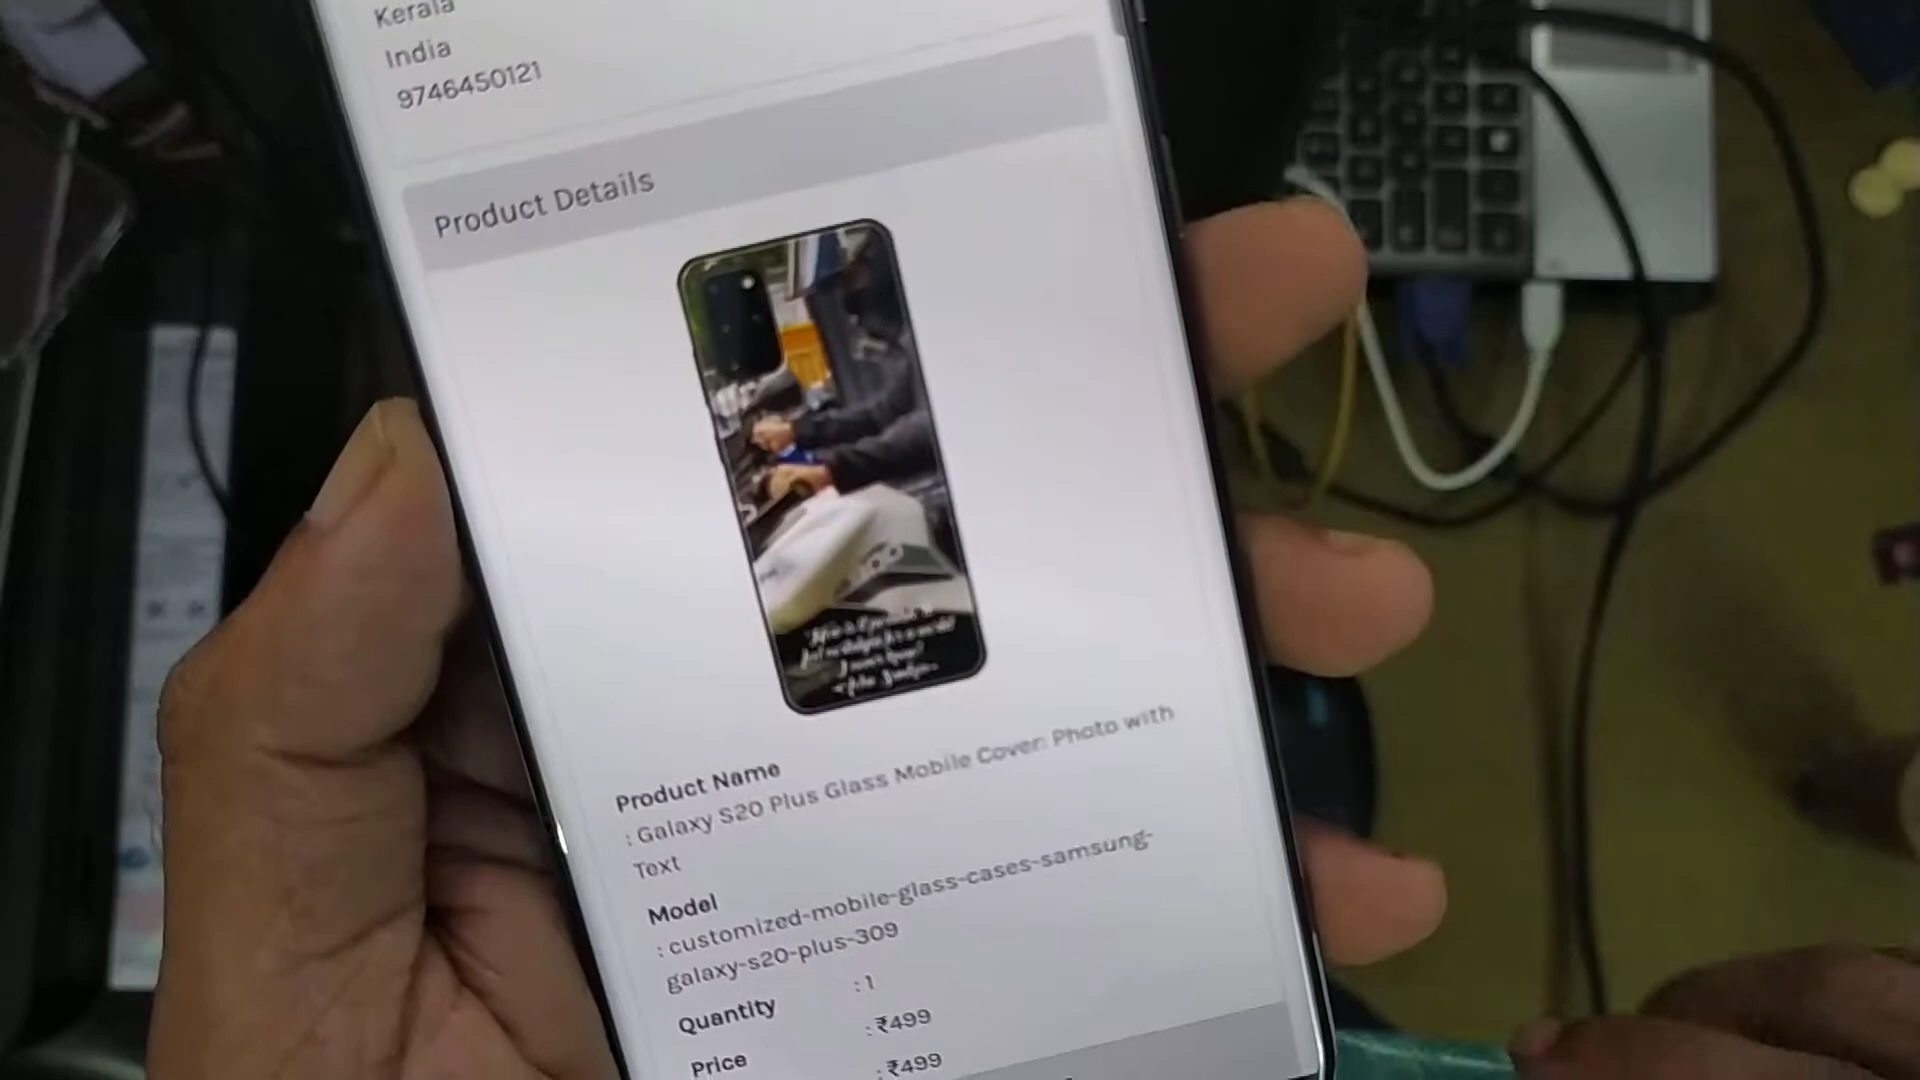 Kerala
India
9746450121
Product Details
Product Name
: Galaxy S20 Plus Glass Mobile Cover: Photo with
Text
Model
: customized-mobile-glass-cases-samsung-
galaxy-s20-plus-309
Quantity : 1
Price : ₹499
: ₹499